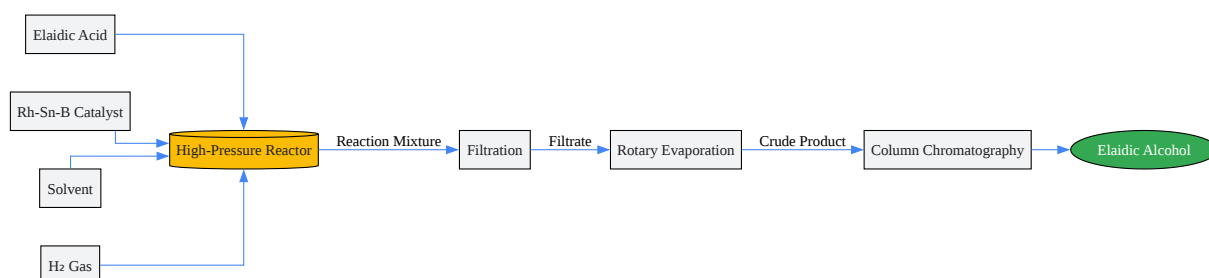 Elaidic Acid
Rh-Sn-B Catalyst
Solvent
H₂ Gas
High-Pressure Reactor
Reaction Mixture
Filtration
Filtrate
Rotary Evaporation
Crude Product
Column Chromatography
Elaidic Alcohol